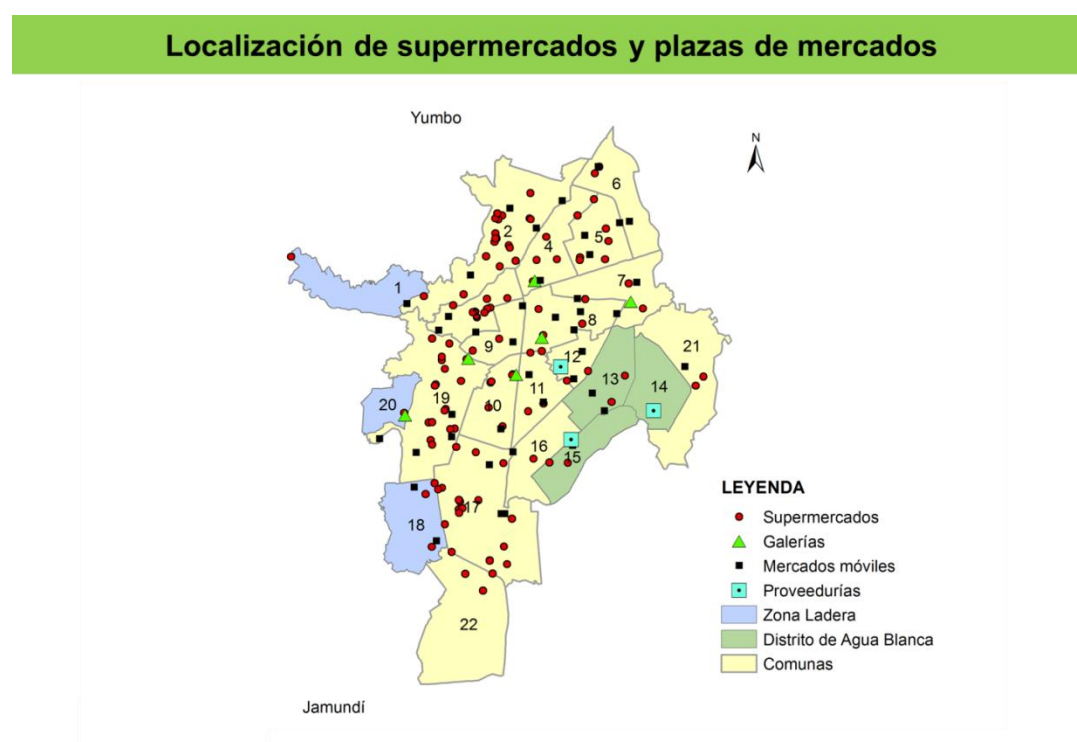 Localización de supermercados y plazas de mercados
Yumbo
N
6
2
4
5
1
7
8
9
12
21
13
14
11
20
19
10
16
15
17
18
22
LEYENDA
Supermercados
Galerías
Mercados móviles
Proveedurías
Zona Ladera
Distrito de Agua Blanca
Comunas
Jamundí